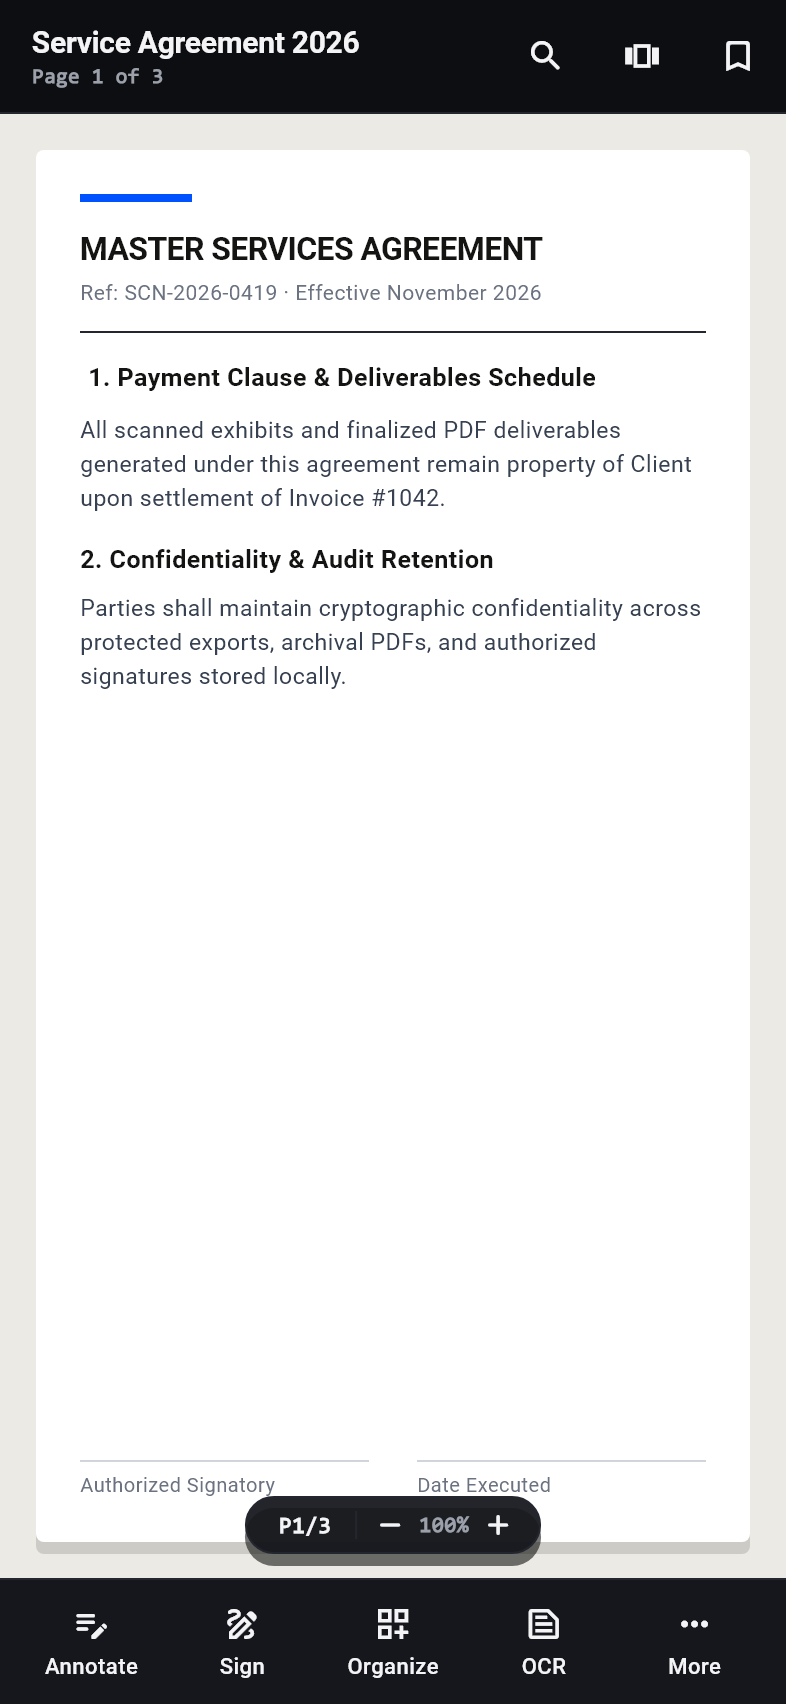 Service Agreement 2026
Page 1 of 3
MASTER SERVICES AGREEMENT
Ref: SCN-2026-0419 · Effective November 2026
1. Payment Clause & Deliverables Schedule
All scanned exhibits and finalized PDF deliverables
generated under this agreement remain property of Client
upon settlement of Invoice #1042.
2. Confidentiality & Audit Retention
Parties shall maintain cryptographic confidentiality across
protected exports, archival PDFs, and authorized
signatures stored locally.
Authorized Signatory
Date Executed
P1/3
100%
Annotate
Sign
Organize
OCR
More